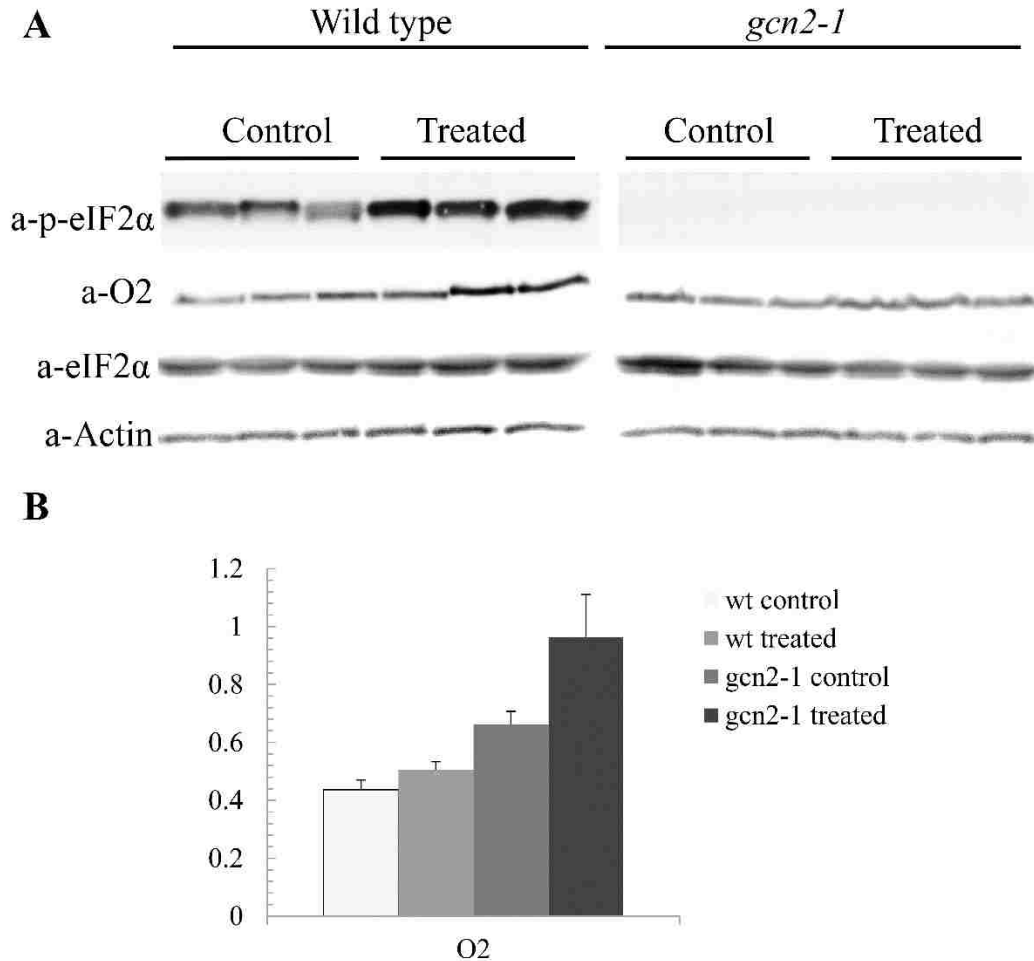 A
Wild type gcn2-1
Control Treated Control Treated
a-p-eIF2α
a-O2
a-eIF2α
a-Actin
B
1.2
1
0.8
0.6
0.4
0.2
0
O2
wt control
wt treated
gcn2-1 control
gcn2-1 treated